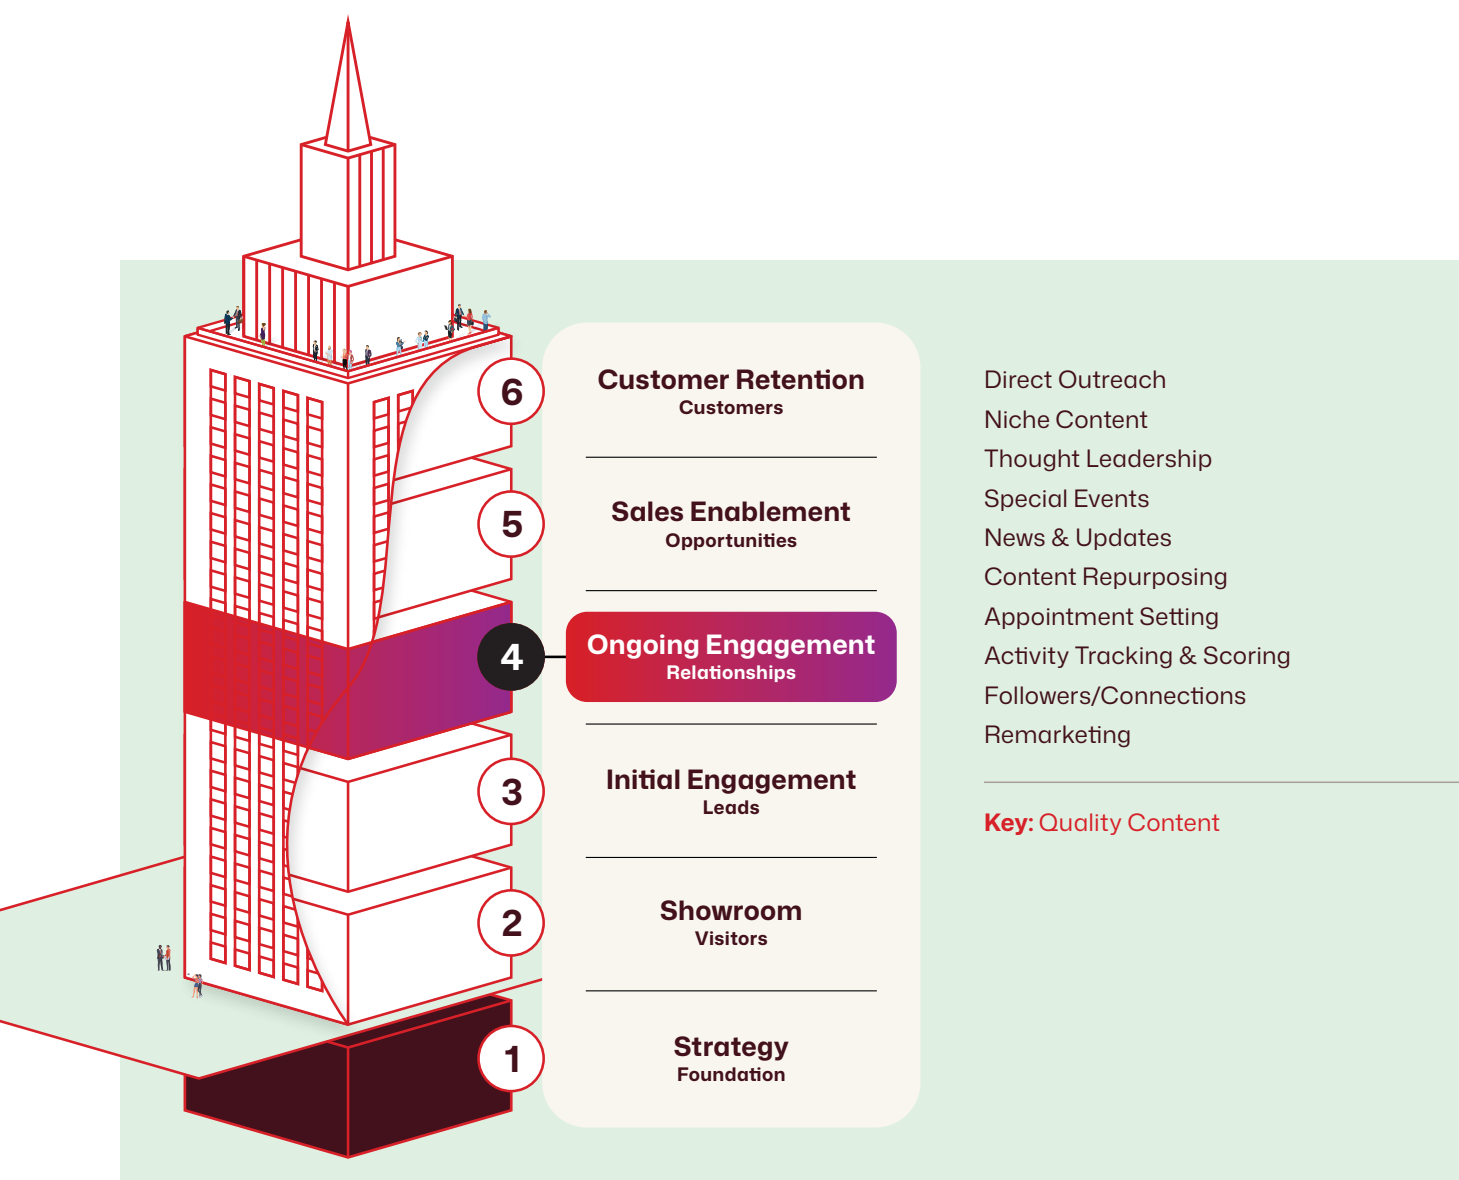 6
Customer Retention
Customers
5
Sales Enablement
Opportunities
4
Ongoing Engagement
Relationships
3
Initial Engagement
Leads
2
Showroom
Visitors
1
Strategy
Foundation
Direct Outreach
Niche Content
Thought Leadership
Special Events
News & Updates
Content Repurposing
Appointment Setting
Activity Tracking & Scoring
Followers/Connections
Remarketing
Key: Quality Content